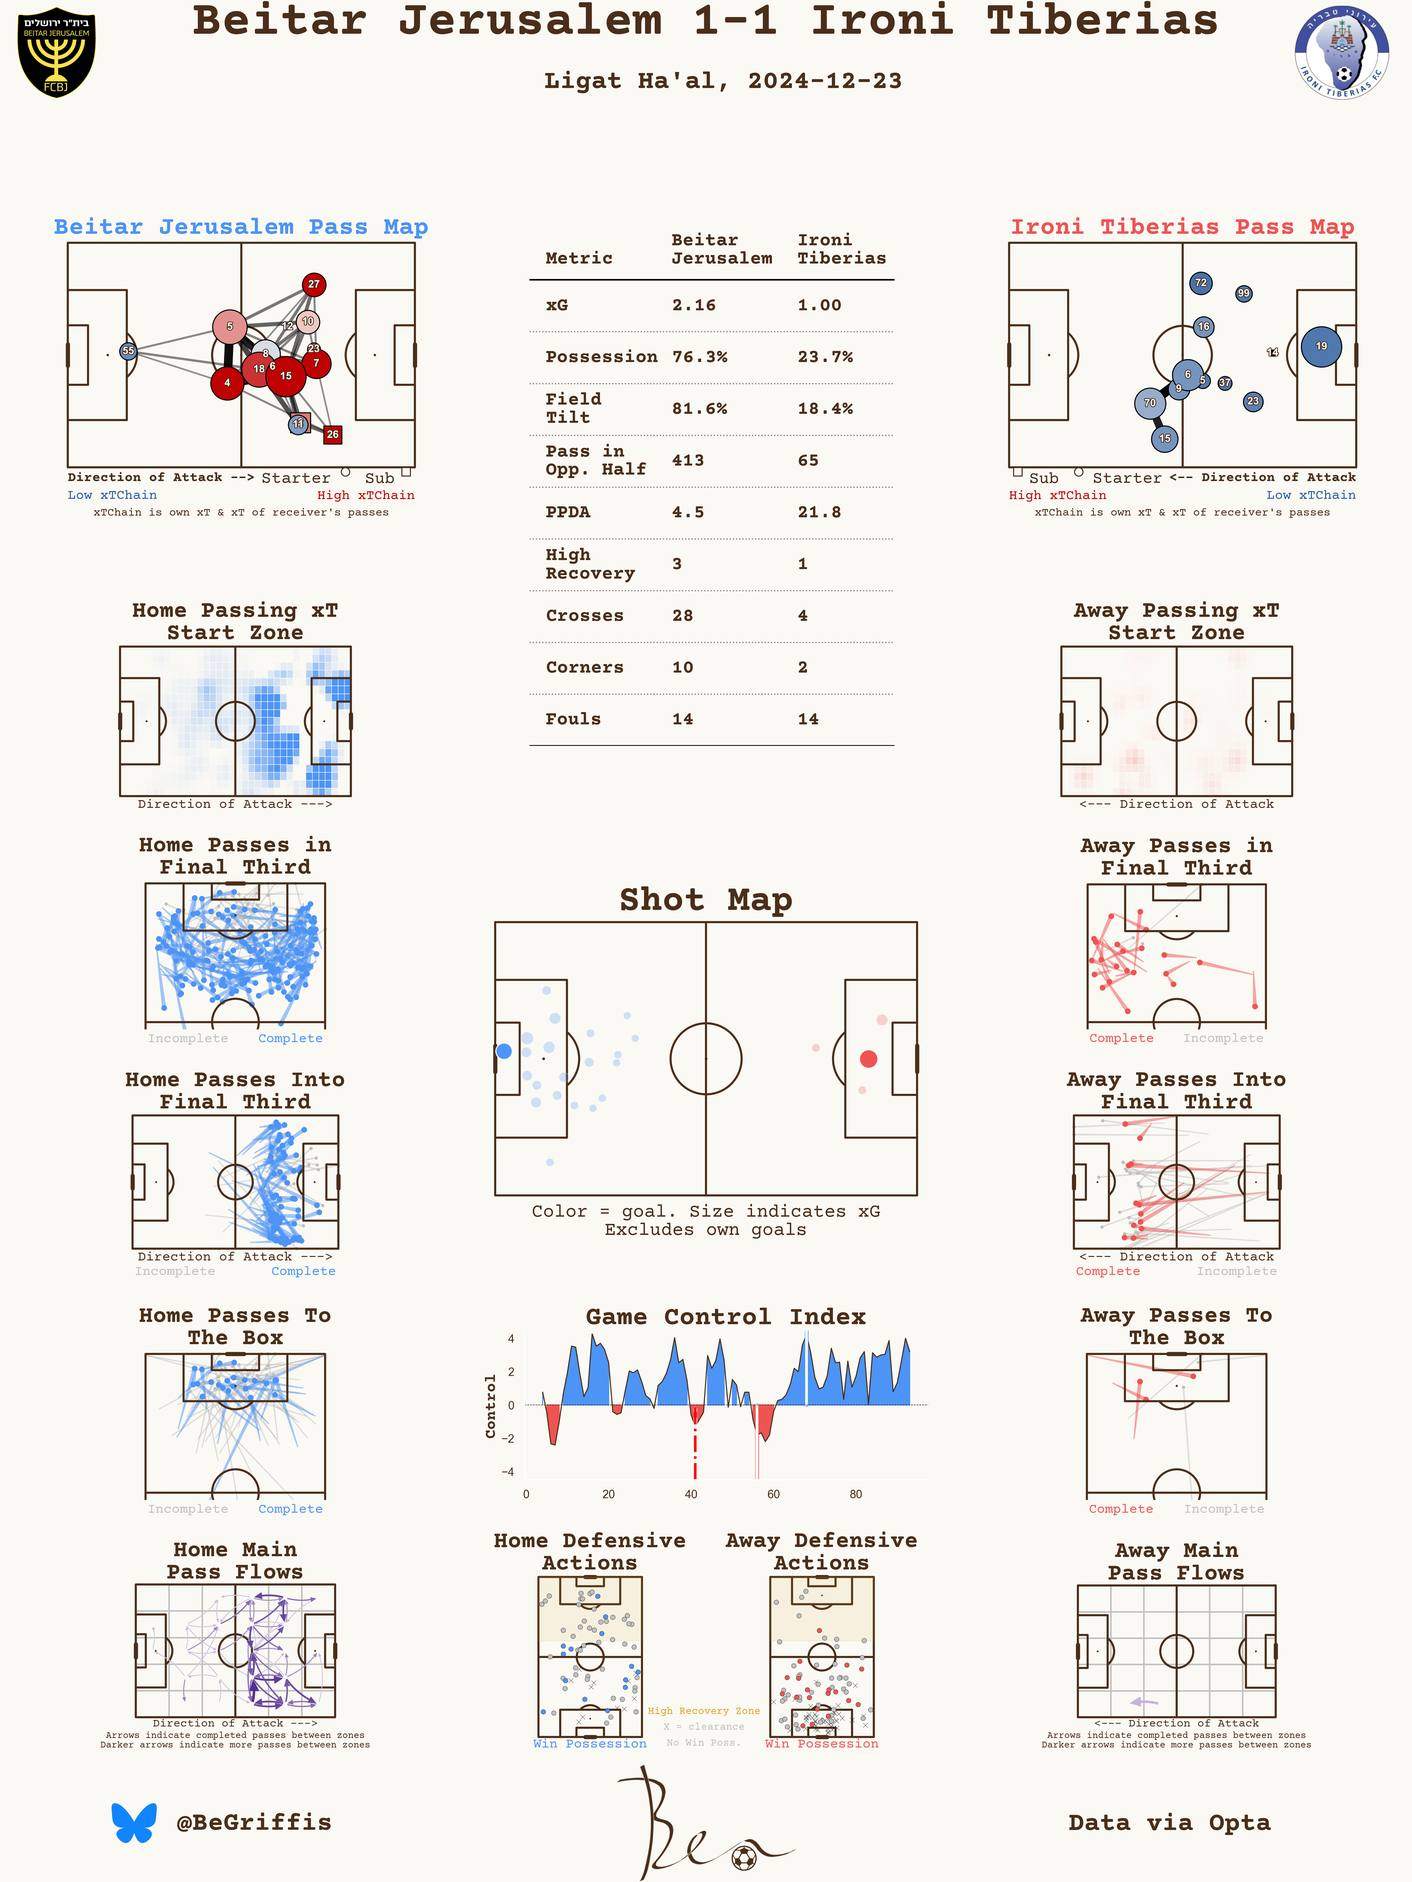 Beitar Jerusalem 1-1 Ironi Tiberias
Ligat Ha'al, 2024-12-23
בית"ר ירושלים
BEITAR JERUSALEM
FCBJ
עירוני טבריה
IRONI TIBERIAS F.C
Beitar Jerusalem Pass Map
27
5
12
10
55
8
23
18
6
7
4
15
11
26
Direction of Attack --> Starter Sub
Low xTChain High xTChain
xTChain is own xT & xT of receiver's passes
Metric Beitar Jerusalem Ironi Tiberias
xG 2.16 1.00
Possession 76.3% 23.7%
Field Tilt 81.6% 18.4%
Pass in Opp. Half 413 65
PPDA 4.5 21.8
High Recovery 3 1
Crosses 28 4
Corners 10 2
Fouls 14 14
Ironi Tiberias Pass Map
72
99
16
14
19
6
5
37
9
70
23
15
Sub Starter <-- Direction of Attack
High xTChain Low xTChain
xTChain is own xT & xT of receiver's passes
Home Passing xT
Start Zone
Direction of Attack --->
Away Passing xT
Start Zone
<--- Direction of Attack
Home Passes in
Final Third
Incomplete Complete
Away Passes in
Final Third
Complete Incomplete
Shot Map
Color = goal. Size indicates xG
Excludes own goals
Home Passes Into
Final Third
Direction of Attack --->
Incomplete Complete
Away Passes Into
Final Third
<--- Direction of Attack
Complete Incomplete
Home Passes To
The Box
Incomplete Complete
Game Control Index
Control
4
2
0
−2
−4
0 20 40 60 80
Away Passes To
The Box
Complete Incomplete
Home Main
Pass Flows
Direction of Attack --->
Arrows indicate completed passes between zones
Darker arrows indicate more passes between zones
Home Defensive
Actions
Win Possession
Away Defensive
Actions
Win Possession
High Recovery Zone
X = clearance
No Win Poss.
Away Main
Pass Flows
<--- Direction of Attack
Arrows indicate completed passes between zones
Darker arrows indicate more passes between zones
@BeGriffis
Ben
Data via Opta